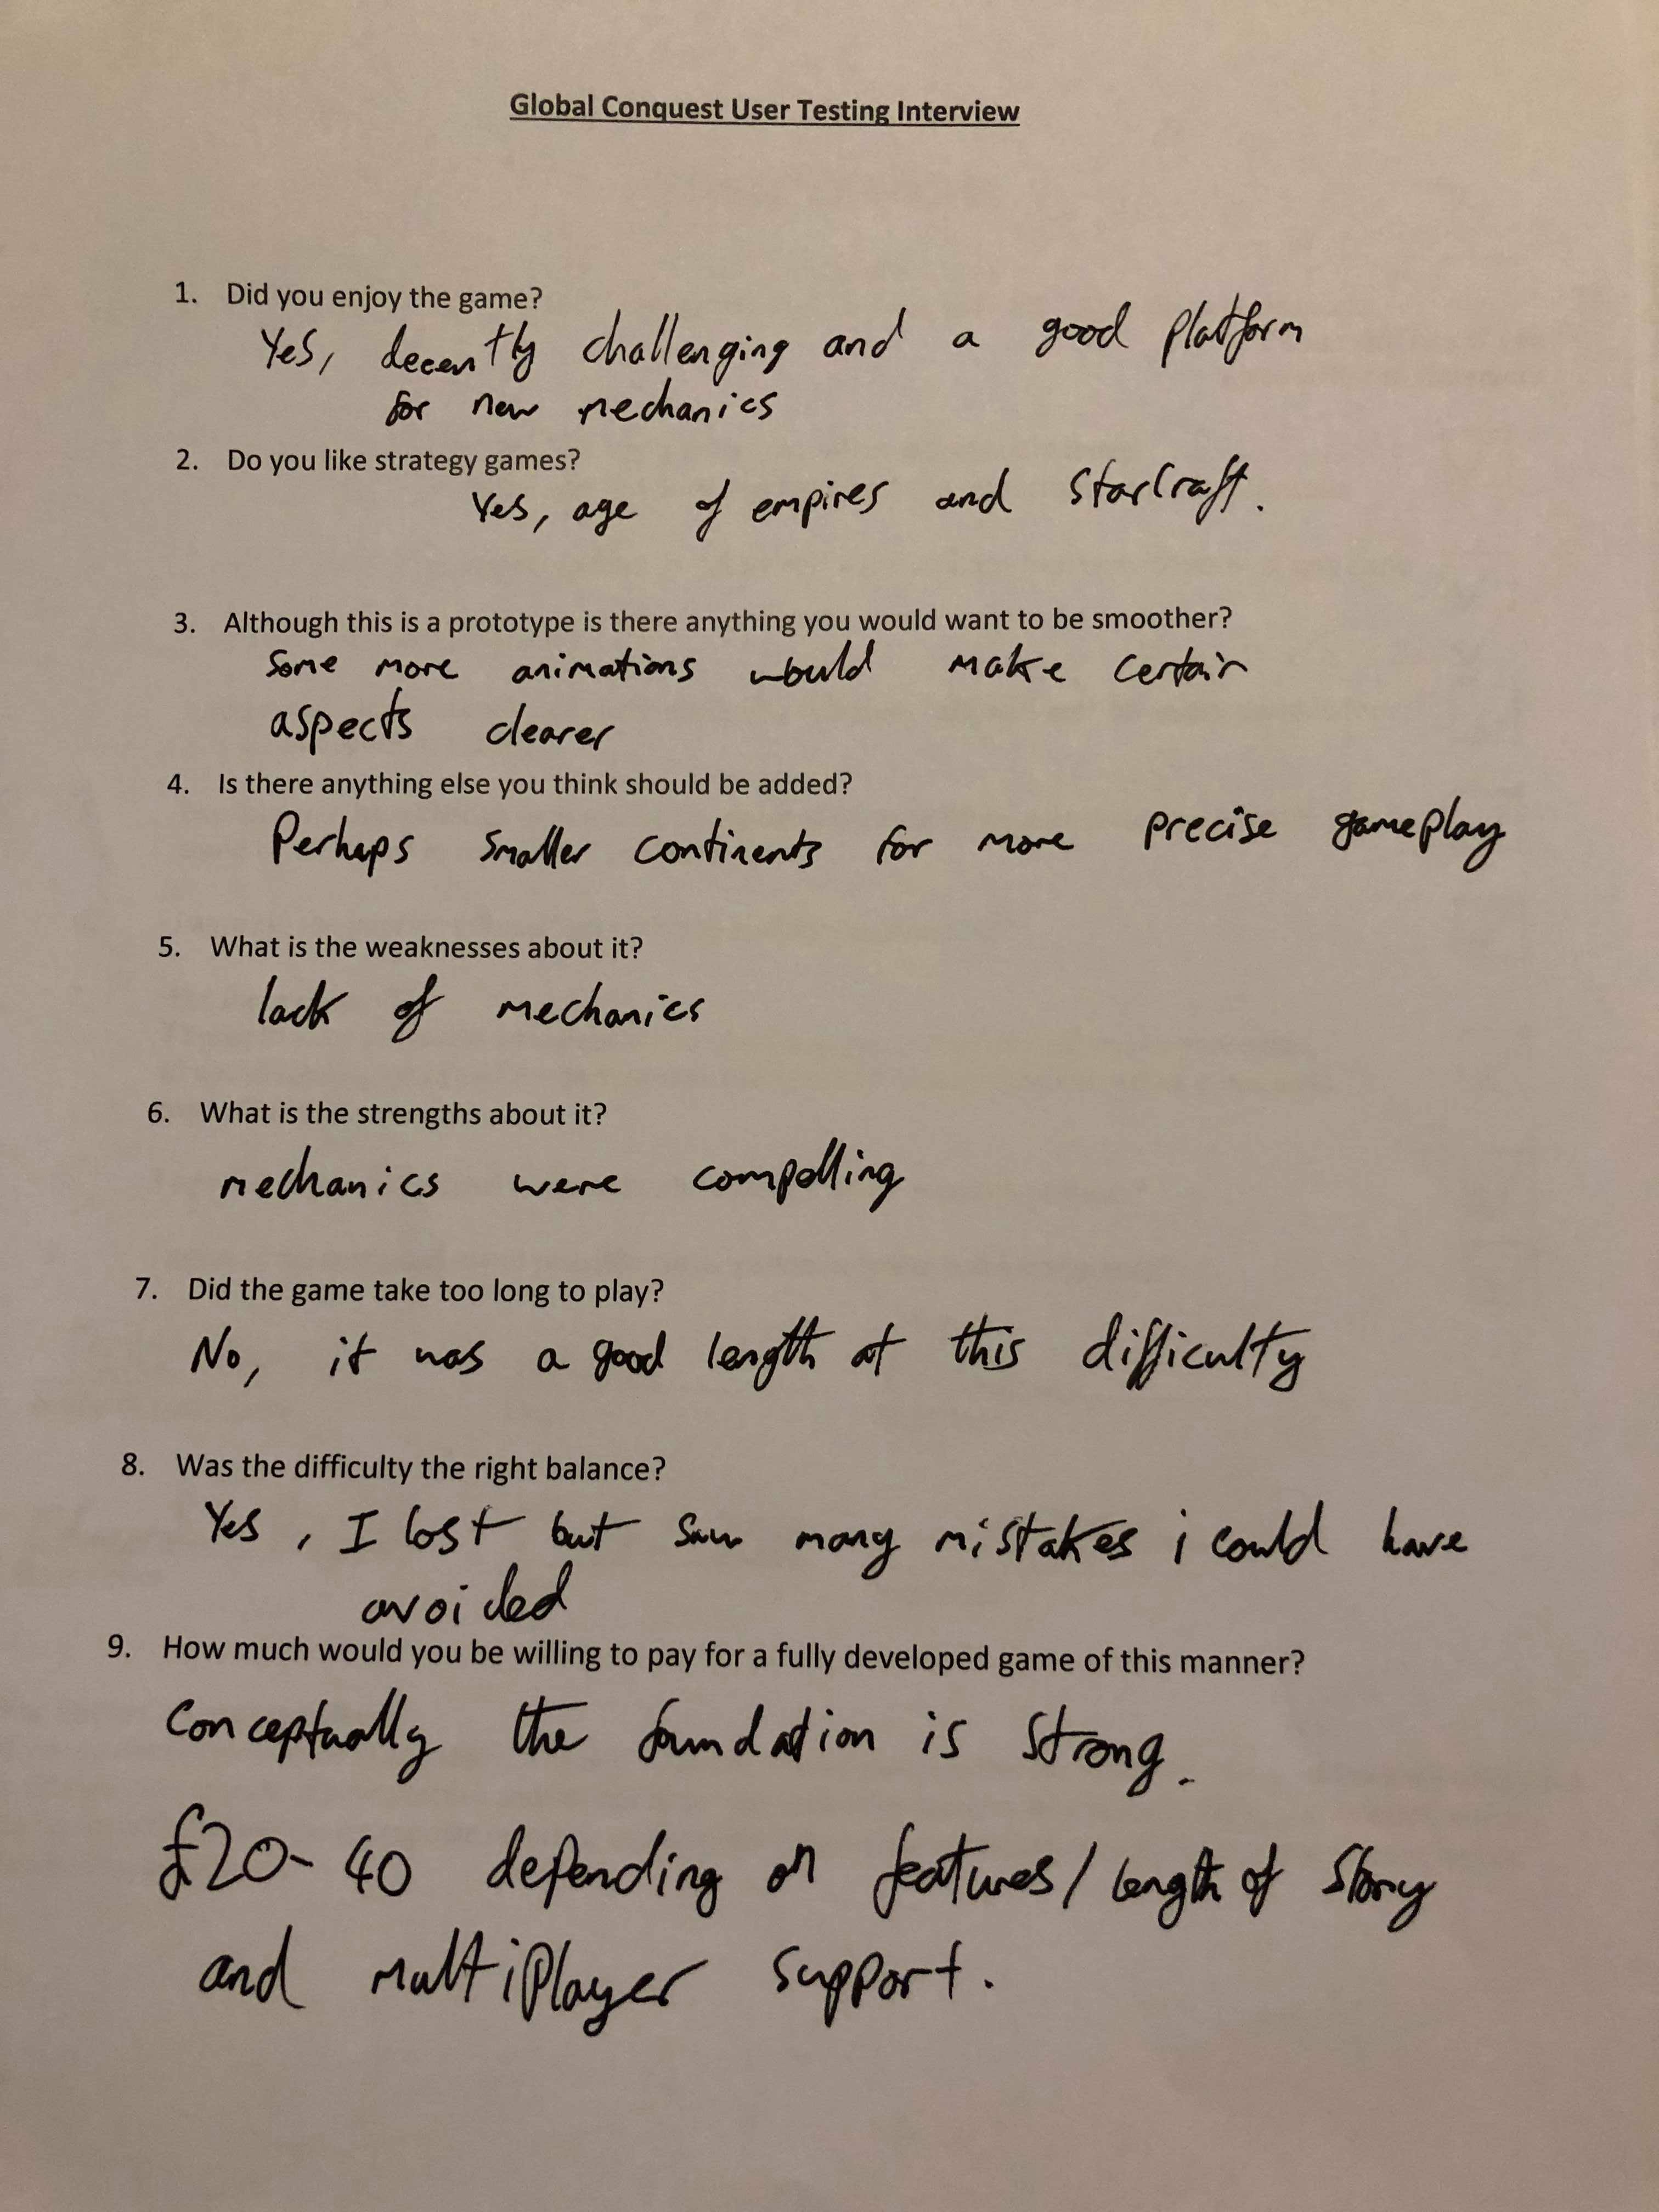 Global Conquest User Testing Interview
1. Did you enjoy the game?
Yes, decently challenging and a good platform
for new mechanics
2. Do you like strategy games?
Yes, age of empires and starcraft.
3. Although this is a prototype is there anything you would want to be smoother?
Some more animations would make certain
aspects clearer
4. Is there anything else you think should be added?
Perhaps smaller continents for more precise gameplay
5. What is the weaknesses about it?
lack of mechanics
6. What is the strengths about it?
mechanics were compelling
7. Did the game take too long to play?
No, it was a good length at this difficulty
8. Was the difficulty the right balance?
Yes, I lost but saw many mistakes i could have
avoided
9. How much would you be willing to pay for a fully developed game of this manner?
Conceptually the foundation is strong.
£20-40 depending on features/length of story
and multiplayer support.